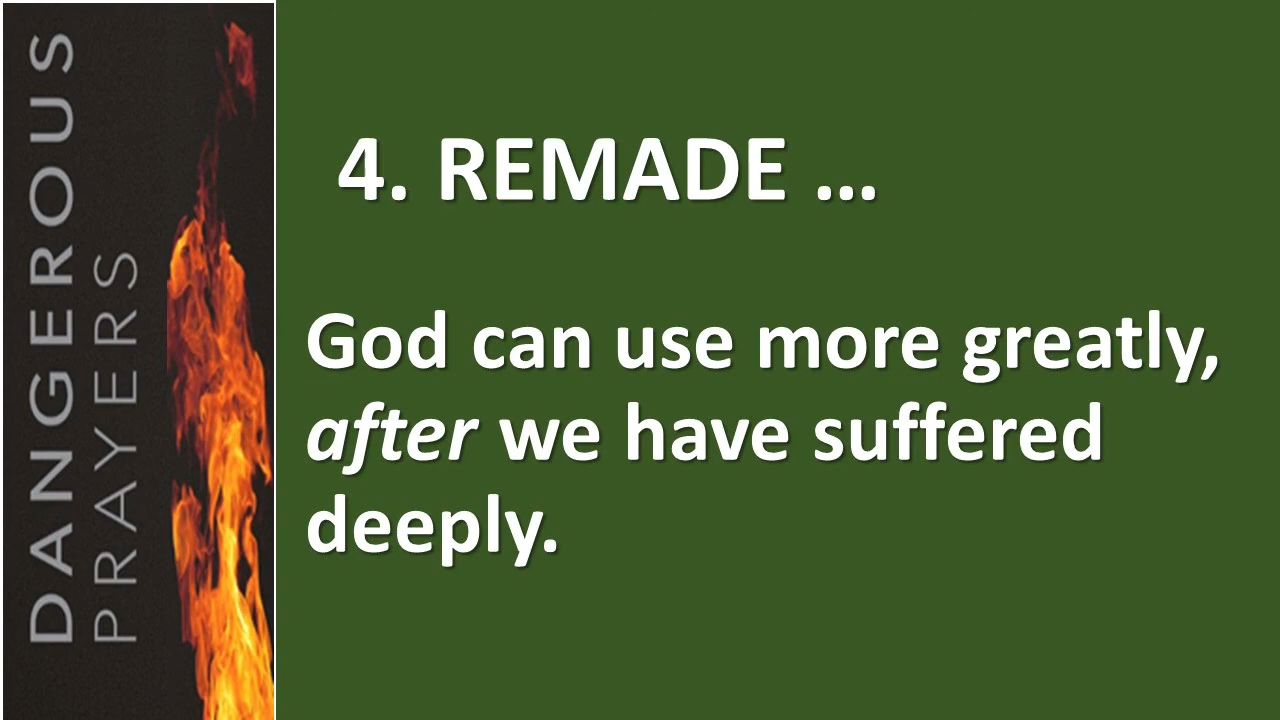 DANGEROUS
PRAYERS
4. REMADE ...
God can use more greatly,
after we have suffered
deeply.